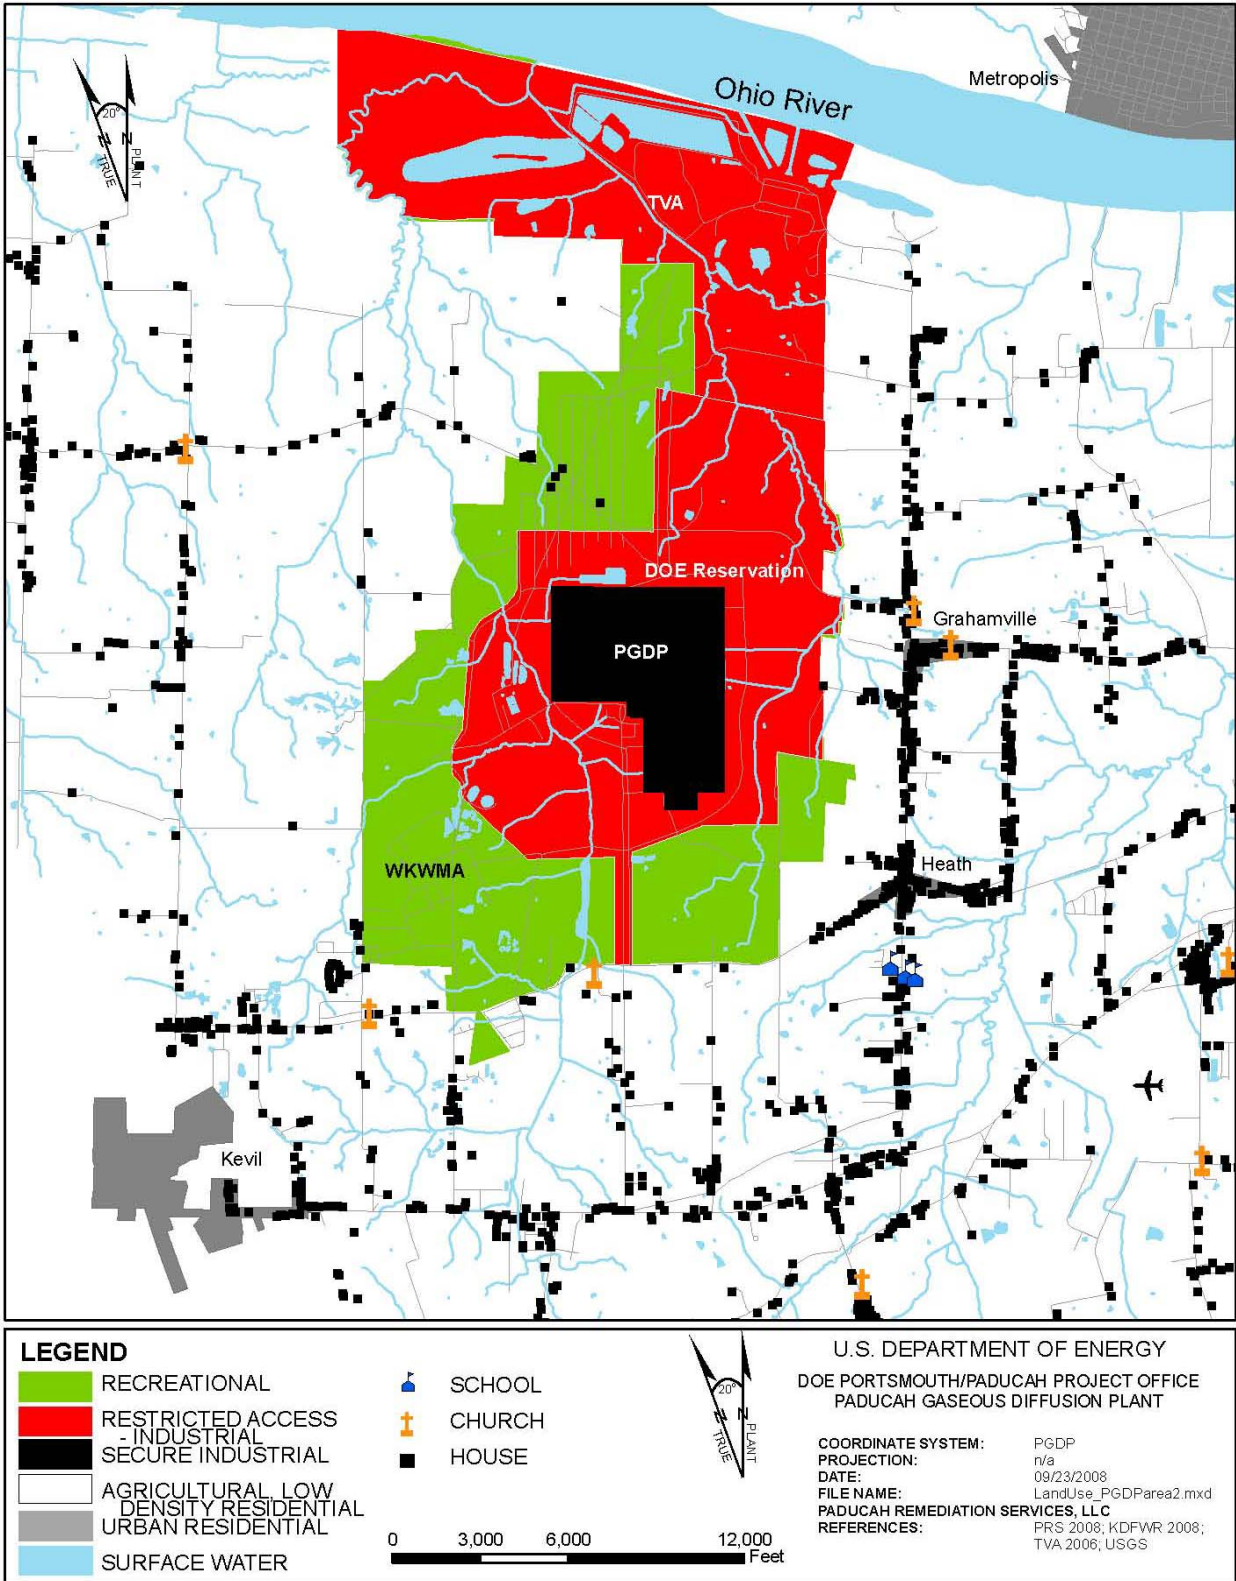 Metropolis
Ohio River
20°
N
N
TRUE
PLANT
TVA
DOE Reservation
Grahamville
PGDP
Heath
WKWMA
Kevil
LEGEND
RECREATIONAL
RESTRICTED ACCESS
- INDUSTRIAL
SECURE INDUSTRIAL
AGRICULTURAL, LOW
DENSITY RESIDENTIAL
URBAN RESIDENTIAL
SURFACE WATER
SCHOOL
CHURCH
HOUSE
0 3,000 6,000 12,000
Feet
20°
N
N
TRUE
PLANT
U.S. DEPARTMENT OF ENERGY
DOE PORTSMOUTH/PADUCAH PROJECT OFFICE
PADUCAH GASEOUS DIFFUSION PLANT
COORDINATE SYSTEM: PGDP
PROJECTION: n/a
DATE: 09/23/2008
FILE NAME: LandUse_PGDParea2.mxd
PADUCAH REMEDIATION SERVICES, LLC
REFERENCES: PRS 2008; KDFWR 2008;
TVA 2006; USGS